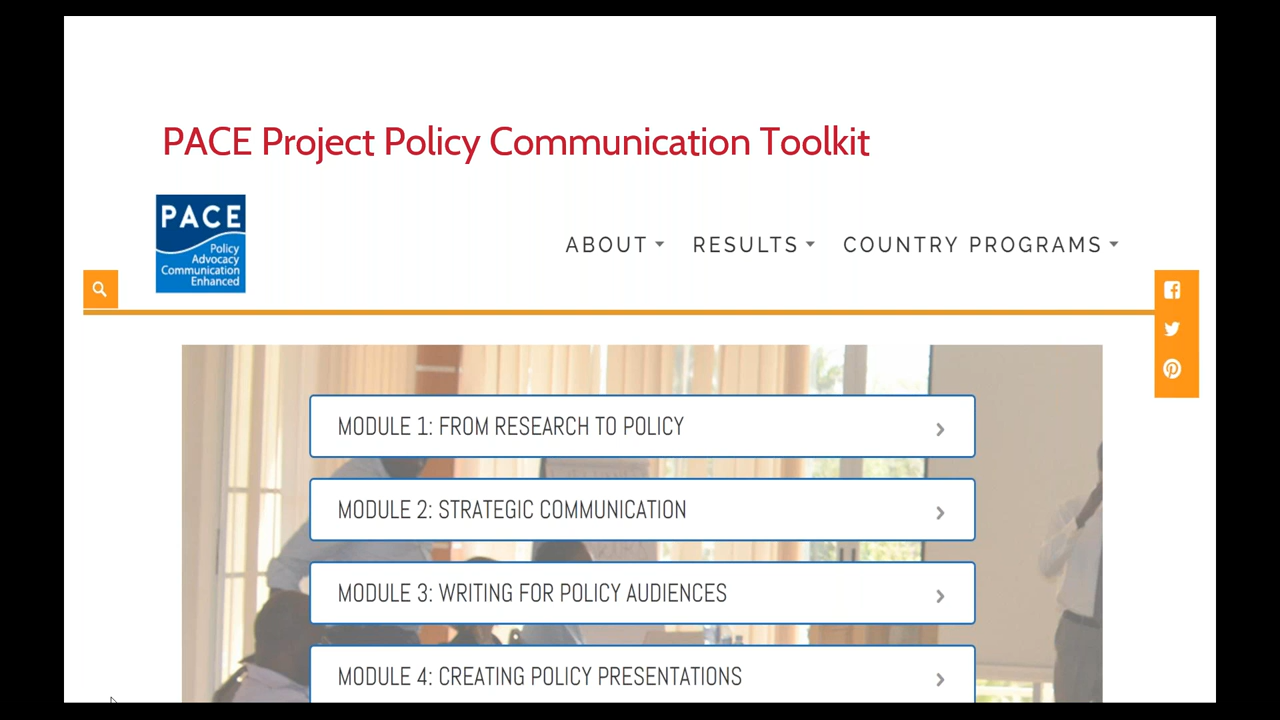 PACE Project Policy Communication Toolkit
PACE
Policy
Advocacy
Communication
Enhanced
ABOUT
RESULTS
COUNTRY PROGRAMS
MODULE 1: FROM RESEARCH TO POLICY
MODULE 2: STRATEGIC COMMUNICATION
MODULE 3: WRITING FOR POLICY AUDIENCES
MODULE 4: CREATING POLICY PRESENTATIONS